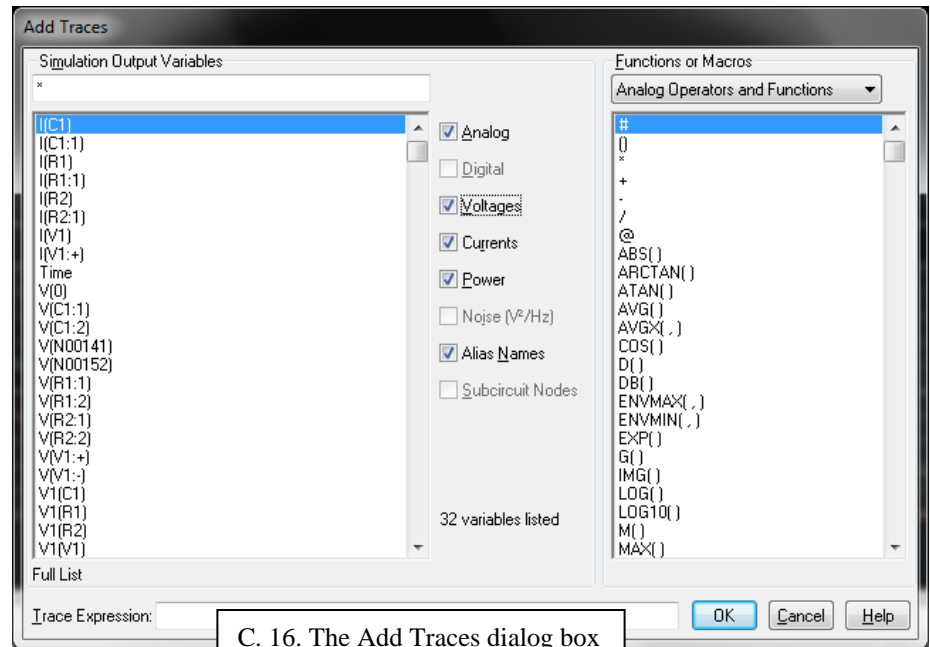 Add Traces
Simulation Output Variables
*
I(C1)
I(C1:1)
I(R1)
I(R1:1)
I(R2)
I(R2:1)
I(V1)
I(V1:+)
Time
V(0)
V(C1:1)
V(C1:2)
V(N00141)
V(N00152)
V(R1:1)
V(R1:2)
V(R2:1)
V(R2:2)
V(V1:+)
V(V1:-)
V1(C1)
V1(R1)
V1(R2)
V1(V1)
Full List
Analog
Digital
Voltages
Currents
Power
Noise (V²/Hz)
Alias Names
Subcircuit Nodes
32 variables listed
Functions or Macros
Analog Operators and Functions
#
()
*
+
-
/
@
ABS( )
ARCTAN( )
ATAN( )
AVG( )
AVGX( , )
COS( )
D( )
DB( )
ENVMAX( , )
ENVMIN( , )
EXP( )
G( )
IMG( )
LOG( )
LOG10( )
M( )
MAX( )
Trace Expression:
OK
Cancel
Help
C. 16. The Add Traces dialog box